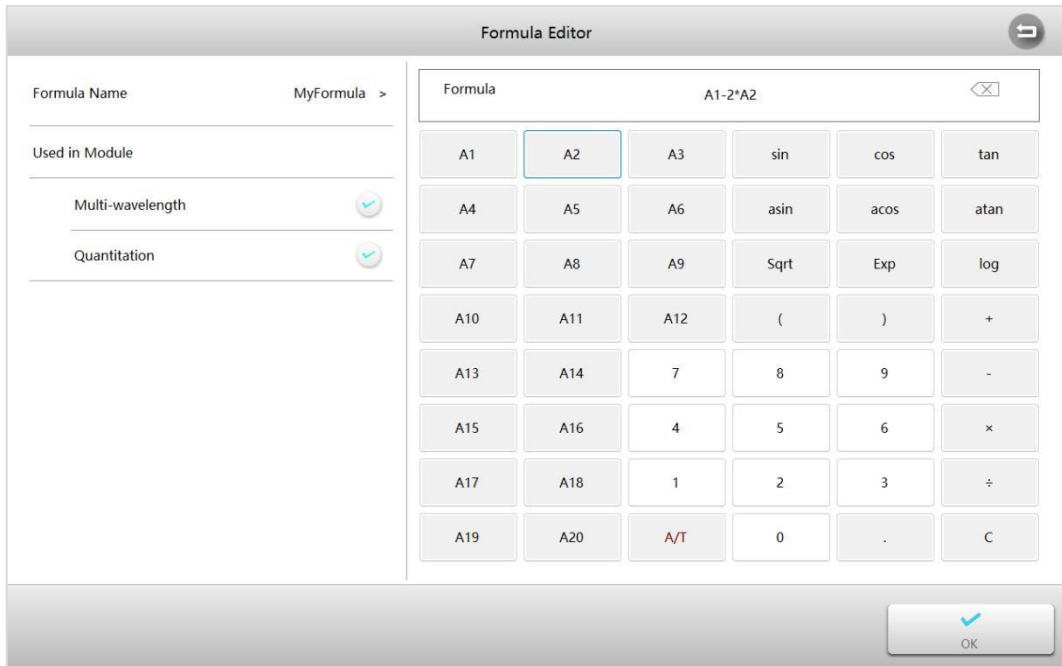 Formula Editor
Formula Name MyFormula >
Used in Module
Multi-wavelength
Quantitation
Formula A1-2*A2
A1 A2 A3 sin cos tan
A4 A5 A6 asin acos atan
A7 A8 A9 Sqrt Exp log
A10 A11 A12 ( ) +
A13 A14 7 8 9 -
A15 A16 4 5 6 ×
A17 A18 1 2 3 ÷
A19 A20 A/T 0 . C
OK